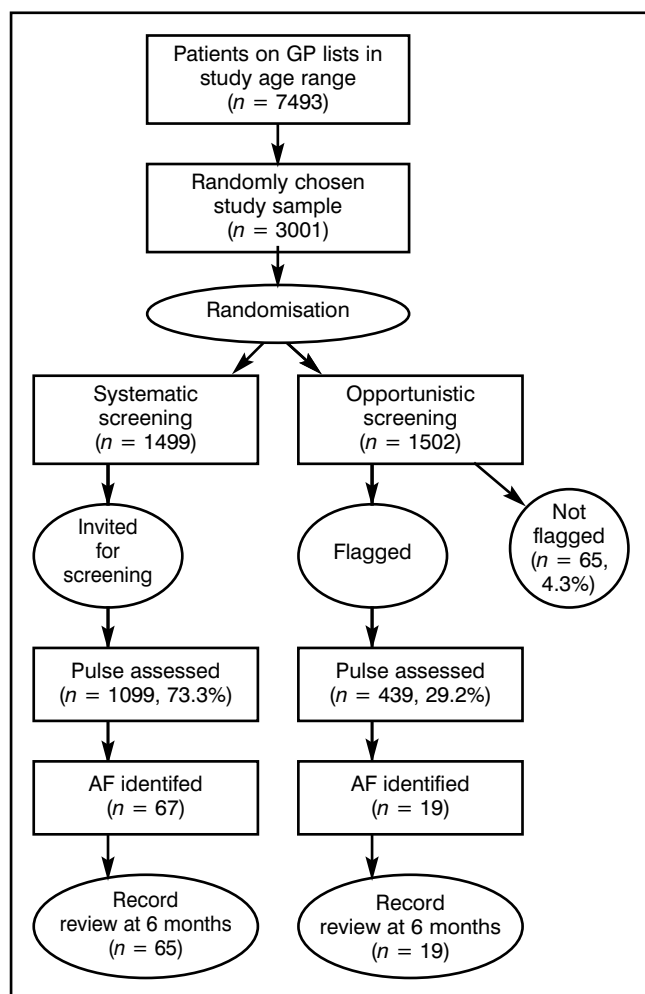 Patients on GP lists in
study age range
(n = 7493)
Randomly chosen
study sample
(n = 3001)
Randomisation
Systematic
screening
(n = 1499)
Opportunistic
screening
(n = 1502)
Invited
for
screening
Flagged
Not
flagged
(n = 65,
4.3%)
Pulse assessed
(n = 1099, 73.3%)
Pulse assessed
(n = 439, 29.2%)
AF identifed
(n = 67)
AF identified
(n = 19)
Record
review at 6 months
(n = 65)
Record
review at 6 months
(n = 19)